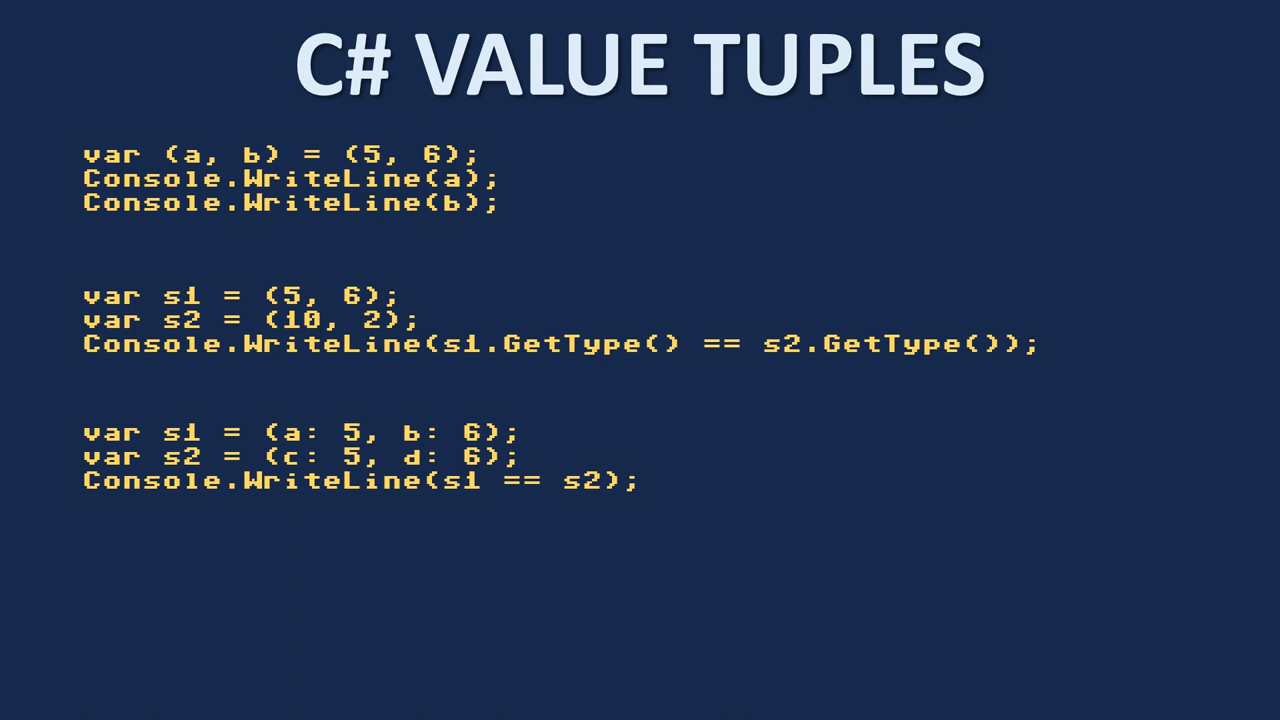 C# VALUE TUPLES
var (a, b) = (5, 6);
Console.WriteLine(a);
Console.WriteLine(b);
var s1 = (5, 6);
var s2 = (10, 2);
Console.WriteLine(s1.GetType() == s2.GetType());
var s1 = (a: 5, b: 6);
var s2 = (c: 5, d: 6);
Console.WriteLine(s1 == s2);